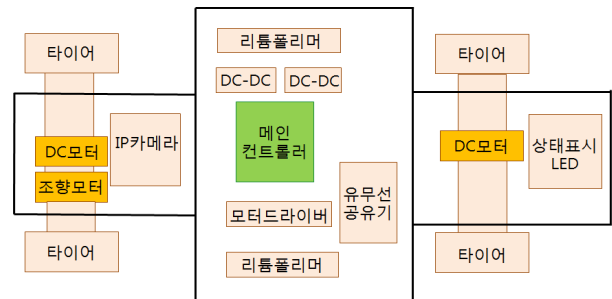 타이어
DC모터
조향모터
타이어
IP카메라
리튬폴리머
DC-DC
DC-DC
메인
컨트롤러
유무선
공유기
모터드라이버
리튬폴리머
타이어
DC모터
타이어
상태표시
LED